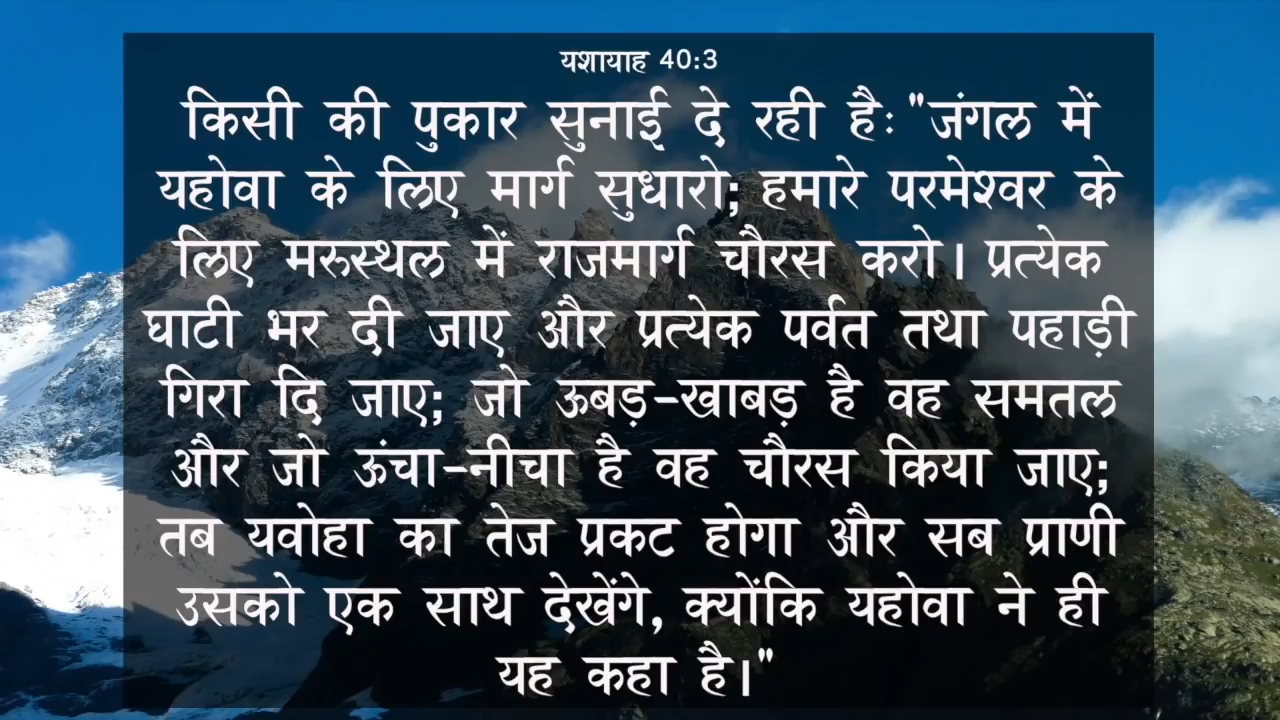 यशायाह 40:3
किसी की पुकार सुनाई दे रही हैः "जंगल में
यहोवा के लिए मार्ग सुधारो; हमारे परमेश्वर के
लिए मरुस्थल में राजमार्ग चौरस करो। प्रत्येक
घाटी भर दी जाए और प्रत्येक पर्वत तथा पहाड़ी
गिरा दि जाए; जो ऊबड़-खाबड़ है वह समतल
और जो ऊंचा-नीचा है वह चौरस किया जाए;
तब यवोहा का तेज प्रकट होगा और सब प्राणी
उसको एक साथ देखेंगे, क्योंकि यहोवा ने ही
यह कहा है।"